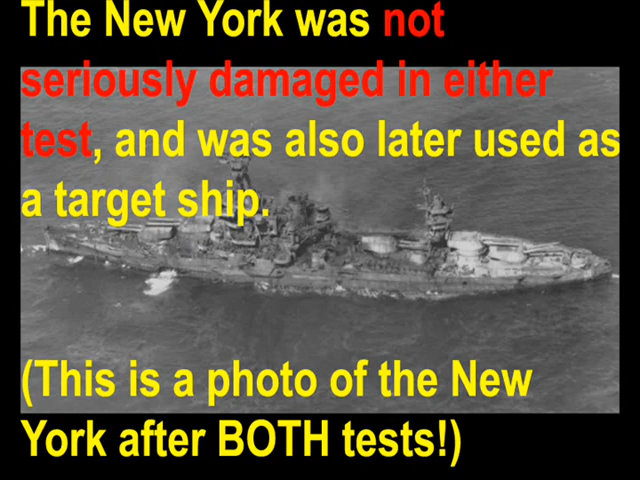 The New York was not
seriously damaged in either
test, and was also later used as
a target ship.
(This is a photo of the New
York after BOTH tests!)